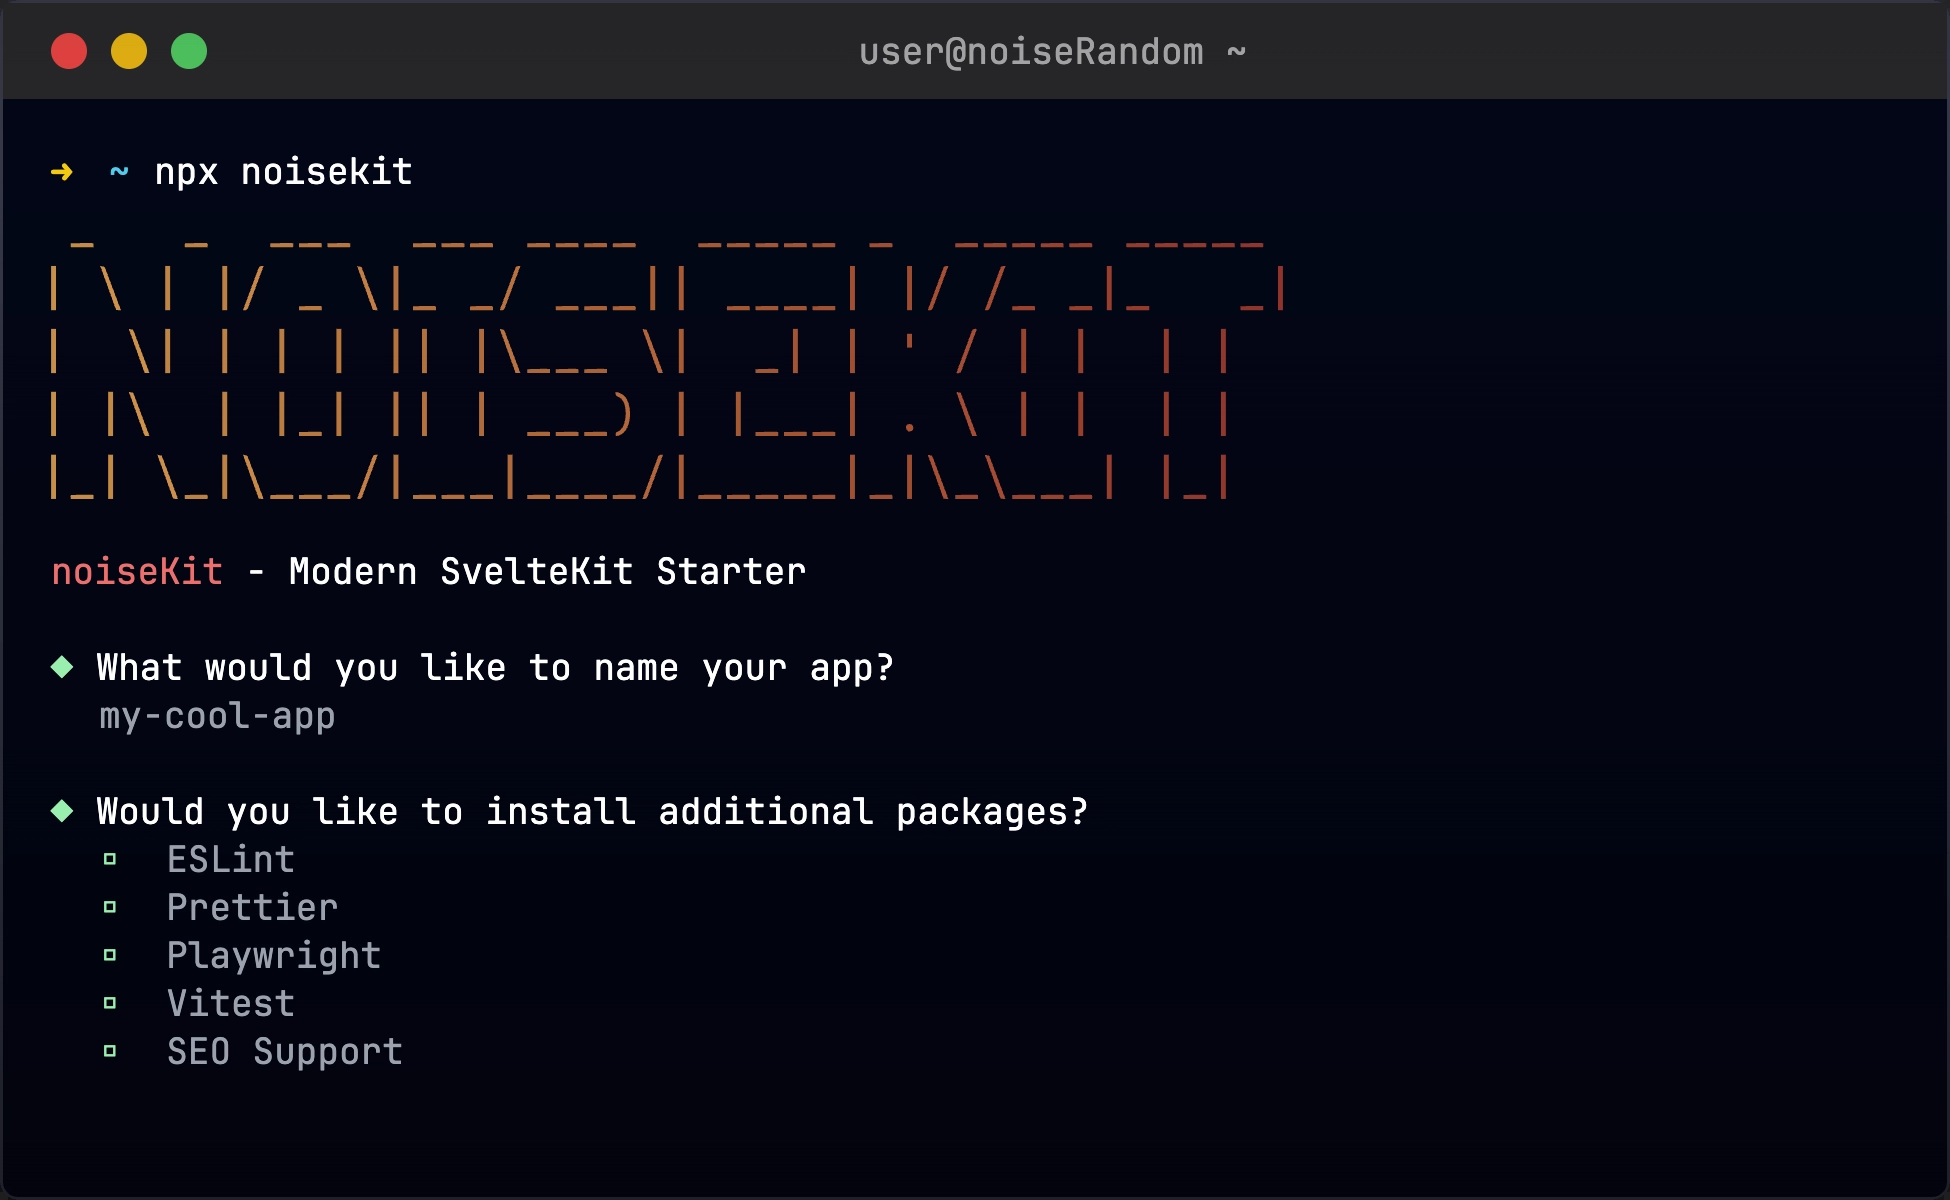 user@noiseRandom ~
➜ ~ npx noisekit
 _   _  ___  ___ ____  _____ _  _____ _____
| \ | |/ _ \|_ _/ ___|| ____| |/ /_ _|_   _|
|  \| | | | || |\___ \|  _| | ' / | |  | |
| |\  | |_| || | ___) | |___| . \ | |  | |
|_| \_|\___/|___|____/|_____|_|\_\___| |_|
noiseKit - Modern SvelteKit Starter
◆ What would you like to name your app?
my-cool-app
◆ Would you like to install additional packages?
▫ ESLint
▫ Prettier
▫ Playwright
▫ Vitest
▫ SEO Support